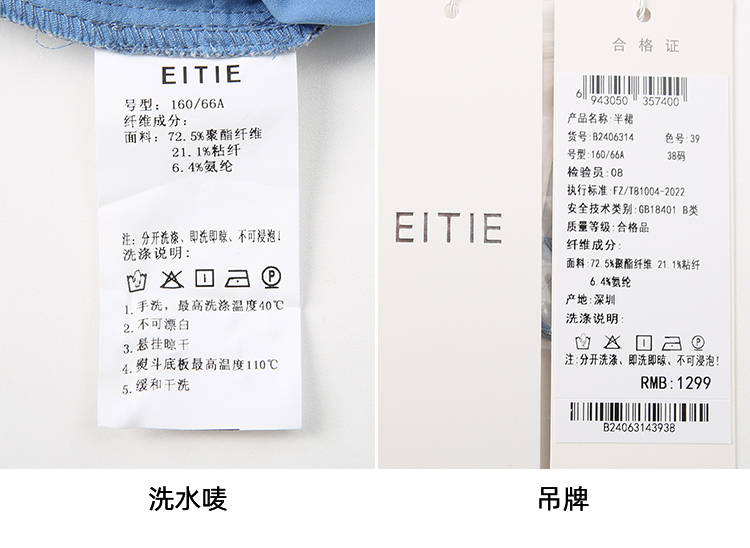 EITIE
号型: 160/66A
纤维成分:
面料: 72.5%聚酯纤维
21.1%粘纤
6.4%氨纶
注: 分开洗涤、即洗即晾、不可浸泡!
洗涤说明:
1. 手洗，最高洗涤温度40℃
2. 不可漂白
3. 悬挂晾干
4. 熨斗底板最高温度110℃
5. 缓和干洗
洗水唛
EITIE
合格证
6 943050 357400
产品名称: 半裙
货号: B2406314 色号: 39
号型: 160/66A 38码
检验员: 08
执行标准: FZ/T81004-2022
安全技术类别: GB18401 B类
质量等级: 合格品
纤维成分:
面料: 72.5%聚酯纤维 21.1%粘纤
6.4%氨纶
产地: 深圳
洗涤说明:
注: 分开洗涤、即洗即晾、不可浸泡!
RMB: 1299
B24063143938
吊牌